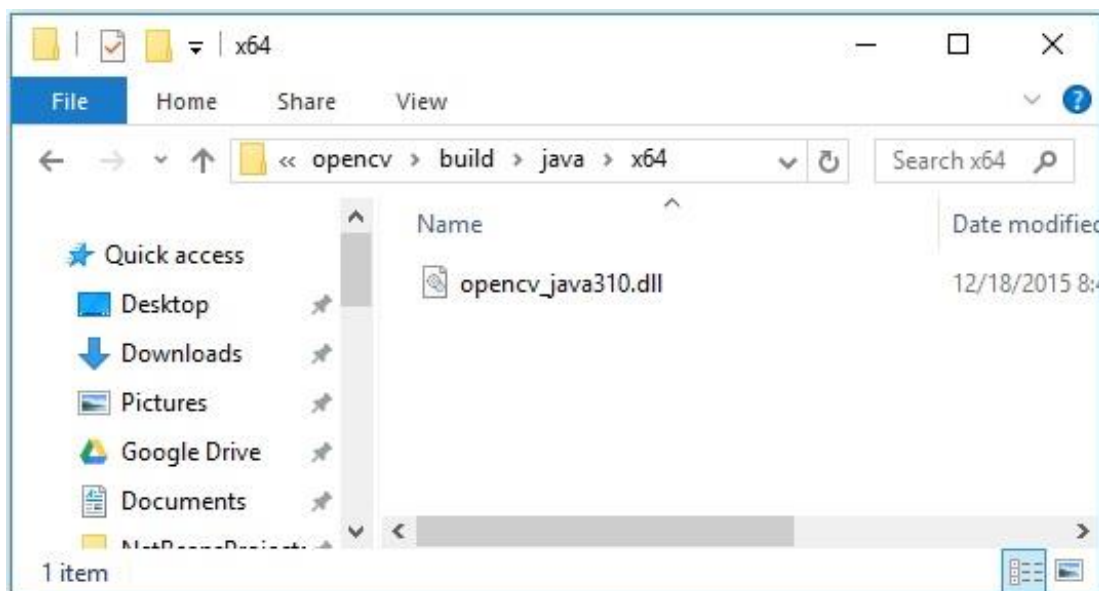 x64
File Home Share View
« opencv > build > java > x64 Search x64
Name Date modified
Quick access
opencv_java310.dll 12/18/2015 8:4
Desktop
Downloads
Pictures
Google Drive
Documents
1 item